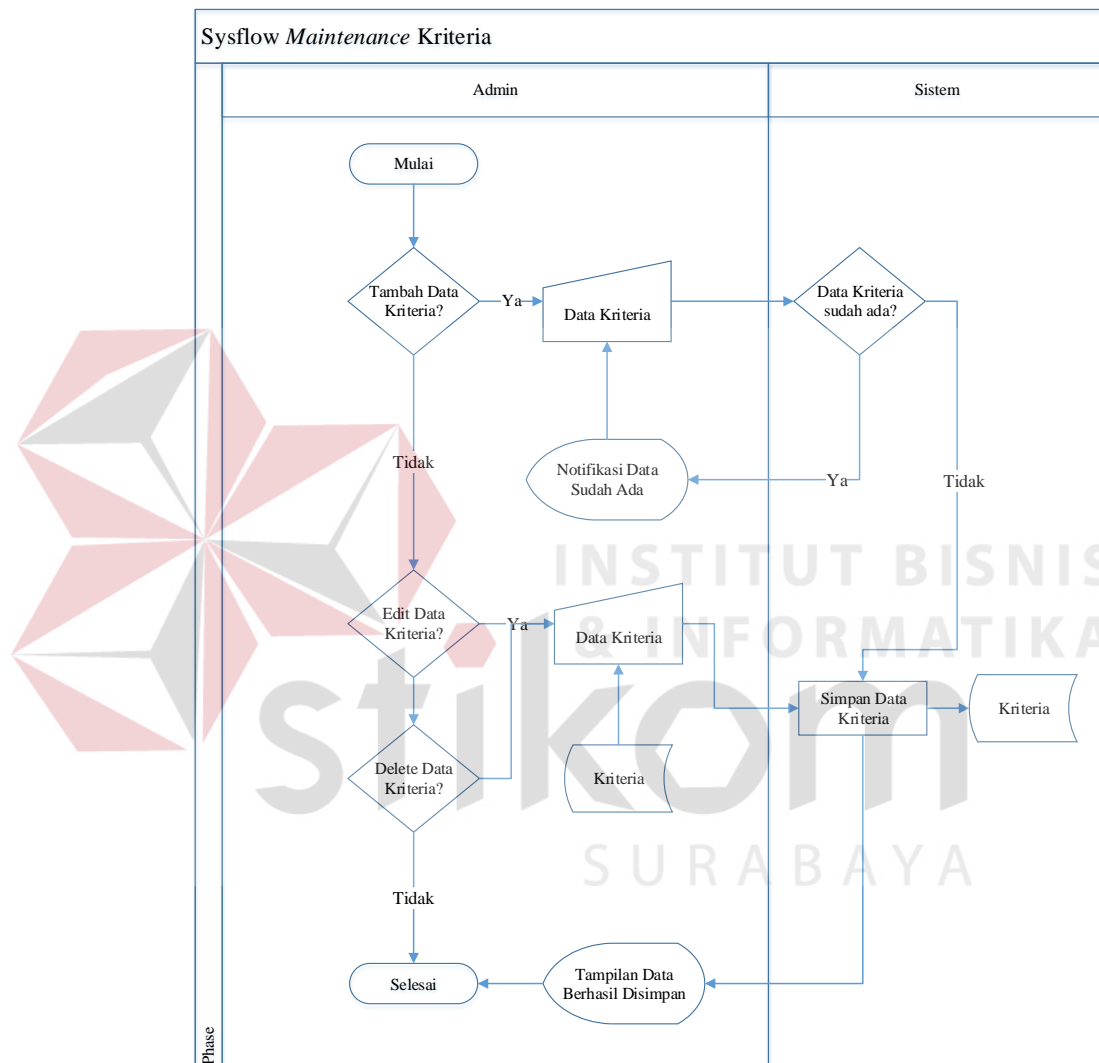 Sysflow Maintenance Kriteria
Admin
Sistem
Mulai
Tambah Data
Kriteria?
Ya
Data Kriteria
Data Kriteria
sudah ada?
Tidak
Notifikasi Data
Sudah Ada
Ya
Tidak
INSTITUT BISNIS
& INFORMATIKA
stikom
SURABAYA
Edit Data
Kriteria?
Ya
Data Kriteria
Simpan Data
Kriteria
Kriteria
Delete Data
Kriteria?
Kriteria
Tidak
Selesai
Tampilan Data
Berhasil Disimpan
Phase